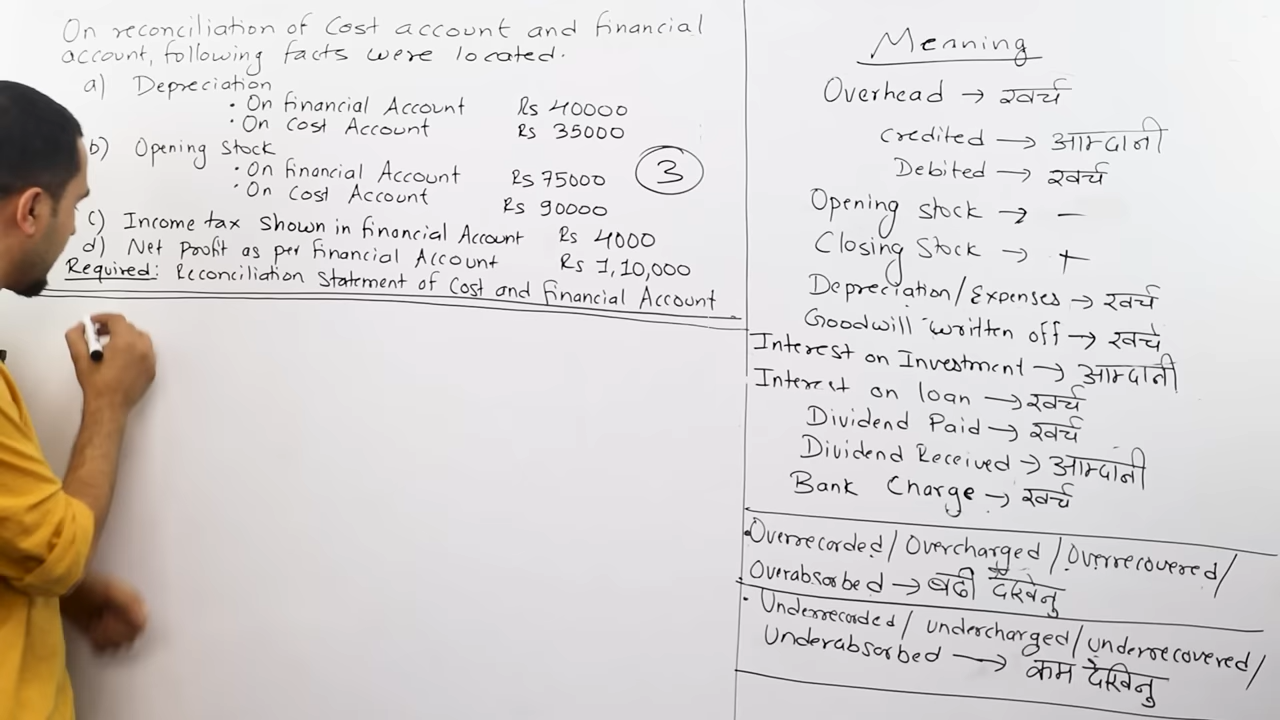 On reconciliation of Cost account and financial
account, following facts were located.
a) Depreciation
• On financial Account Rs 40000
• On Cost Account Rs 35000
b) Opening Stock
• On financial Account Rs 75000
• On Cost Account Rs 90000
3
c) Income tax Shown in financial Account Rs 4000
d) Net Profit as per financial Account Rs 1,10,000
Required: Reconciliation Statement of Cost and financial Account
Meaning
Overhead → खर्च
Credited → आम्दानी
Debited → खर्च
Opening Stock → −
Closing Stock → +
Depreciation/Expenses → खर्च
Goodwill written off → खर्च
Interest on Investment → आम्दानी
Interest on loan → खर्च
Dividend Paid → खर्च
Dividend Received → आम्दानी
Bank Charge → खर्च
• Overrecorded / Overcharged / Overrecovered /
Overabsorbed → बढी देखिनु
• Underrecorded / undercharged / underrecovered /
Underabsorbed → कम देखिनु